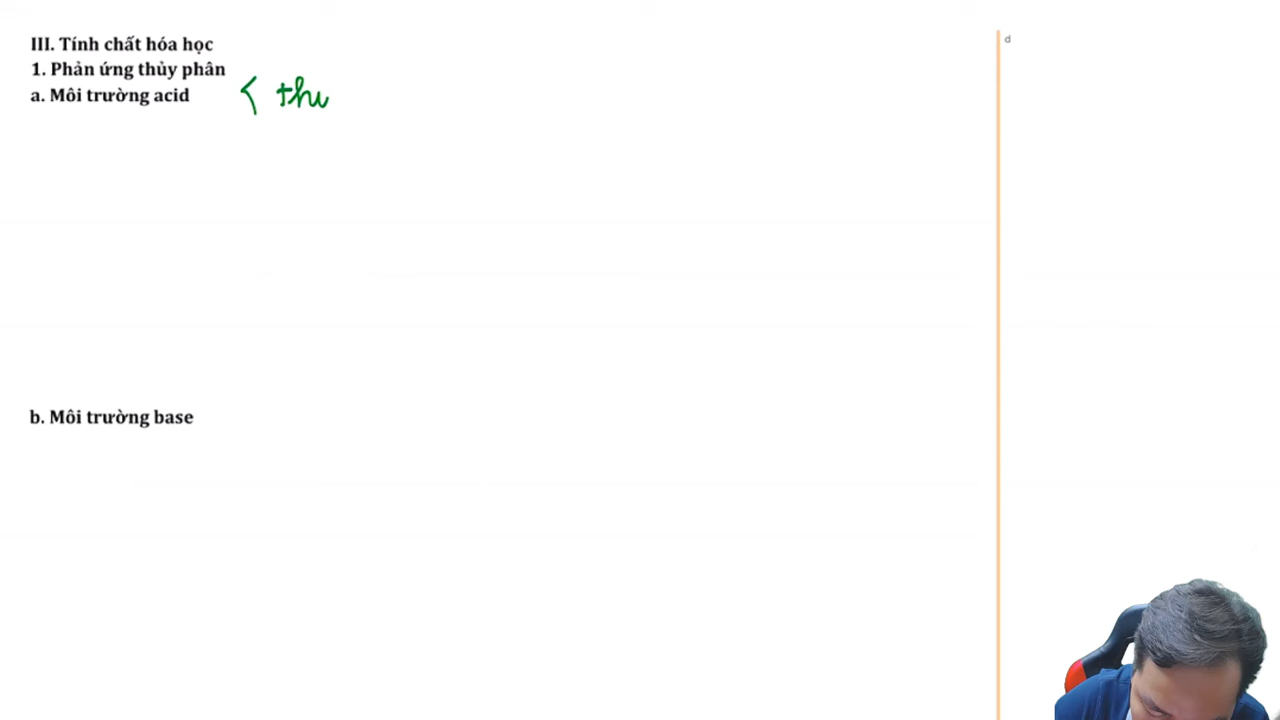 III. Tính chất hóa học
1. Phản ứng thủy phân
a. Môi trường acid < thu
b. Môi trường base
d